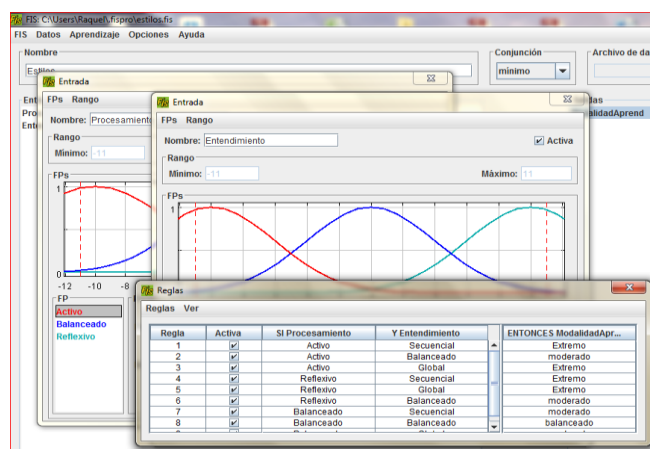 FIS: C:\Users\Raquel\.fispro\estilos.fis
FIS Datos Aprendizaje Opciones Ayuda
Nombre
Conjunción
Archivo de da
Estilos
minimo
Entrada
FPs Rango
Nombre: Procesamiento
Rango
Mínimo: -11
FPs
1
0
-12 -10 -8
FP
Activo
Balanceado
Reflexivo
Entrada
FPs Rango
Nombre: Entendimiento
Activa
Rango
Mínimo: -11
Máximo: 11
FPs
1
das
alidadAprend
Reglas
Reglas Ver
Regla Activa SI Procesamiento Y Entendimiento ENTONCES ModalidadApr...
1 Activo Secuencial Extremo
2 Activo Balanceado moderado
3 Activo Global Extremo
4 Reflexivo Secuencial Extremo
5 Reflexivo Global Extremo
6 Reflexivo Balanceado moderado
7 Balanceado Secuencial moderado
8 Balanceado Balanceado balanceado